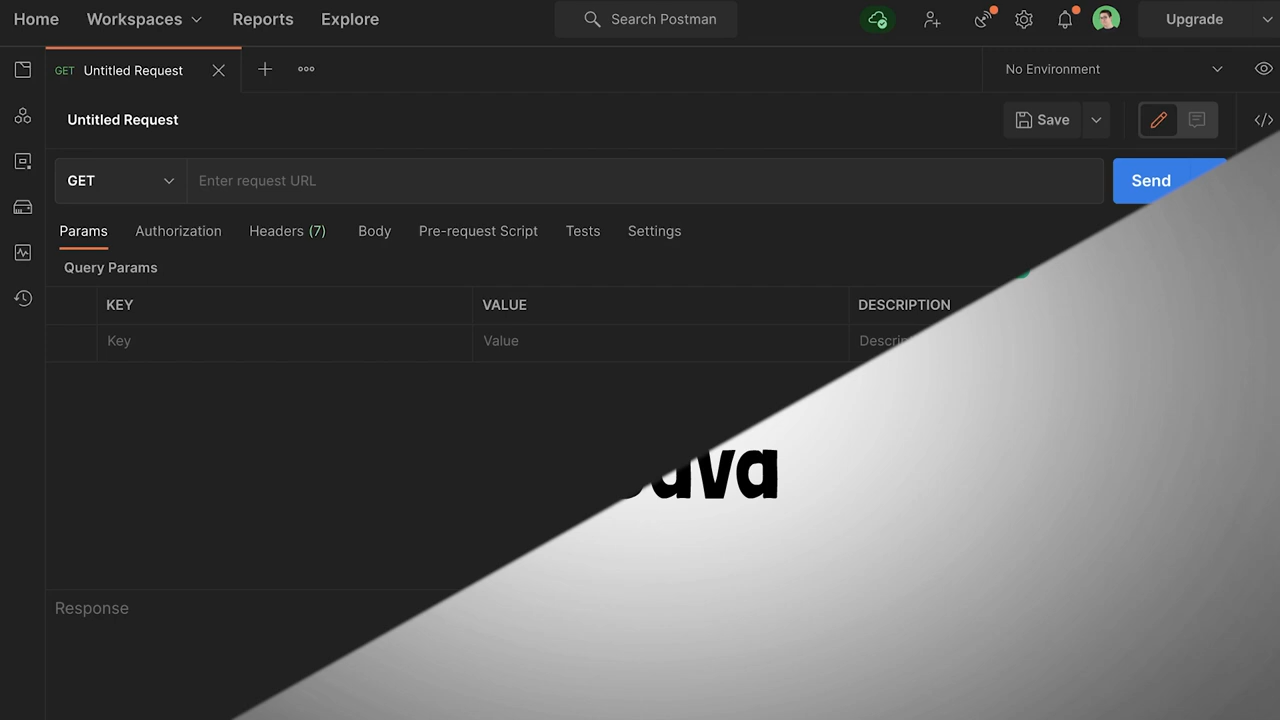 Home Workspaces Reports Explore Search Postman Upgrade
GET Untitled Request No Environment
Untitled Request Save
GET Enter request URL Send
Params Authorization Headers (7) Body Pre-request Script Tests Settings
Query Params
KEY VALUE DESCRIPTION
Key Value
Response